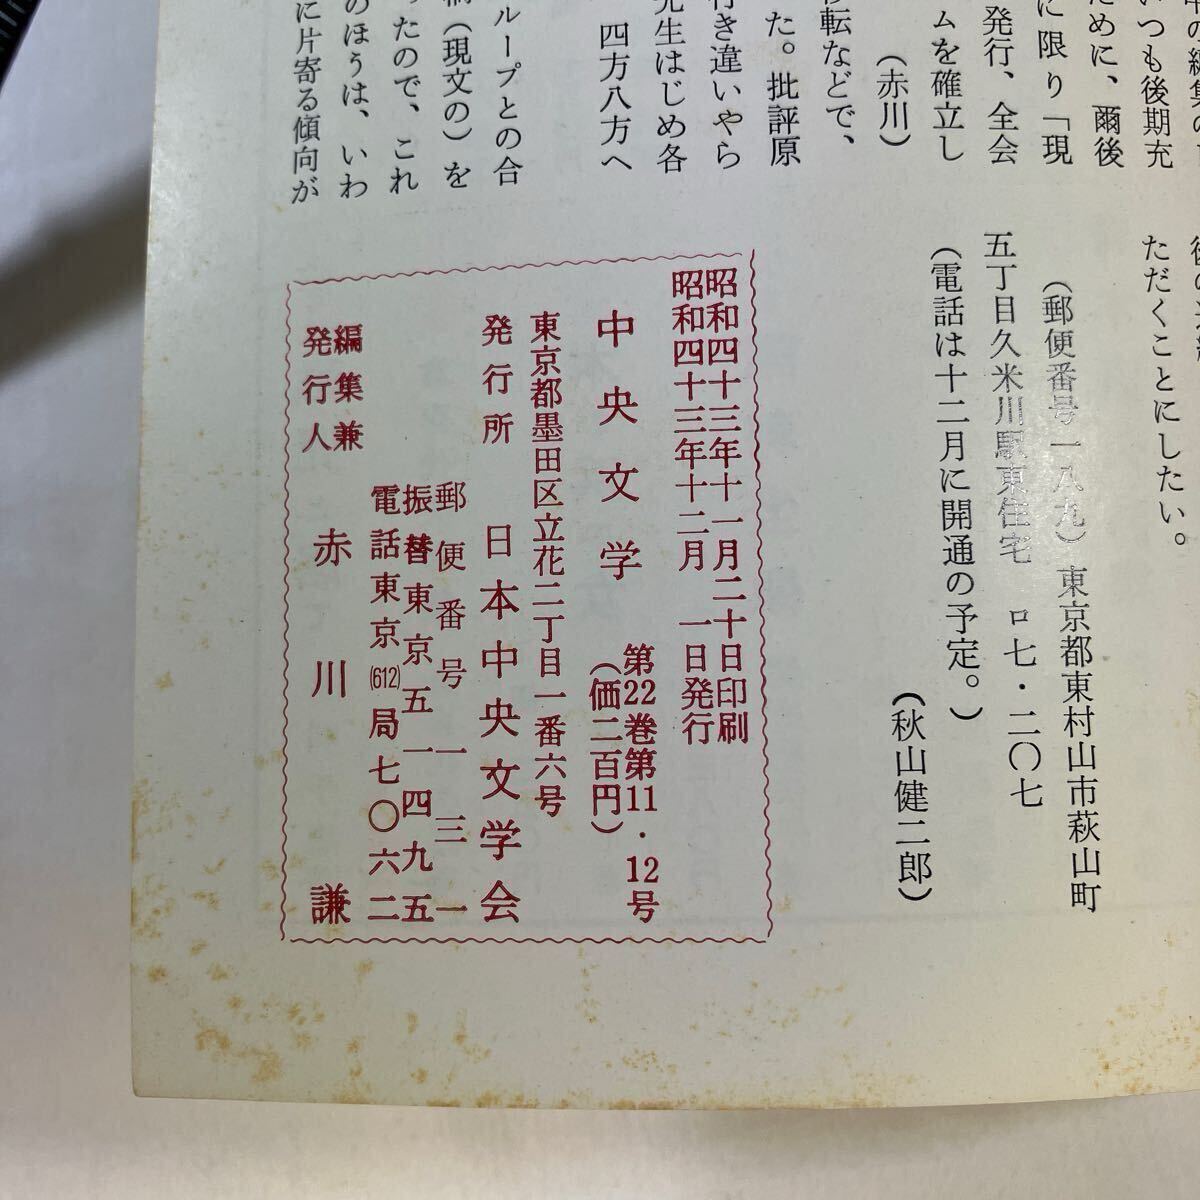 いつも後期充
ために、爾後
に限り「現
発行、全会
ムを確立し
(赤川)
転などで、
た。批評原
行き違いやら
先生はじめ各
四方八方へ
ループとの合
(現文の)を
ったので、これ
のほうは、いわ
に片寄る傾向が
ただくことにしたい。
(郵便番号一八九)東京都東村山市萩山町
五丁目久米川駅東住宅 ロ七・二〇七
(電話は十二月に開通の予定。)
(秋山健二郎)
昭和四十三年十一月二十日印刷
昭和四十三年十二月 一日発行
中央文学 第22巻第11・12号
(価二百円)
東京都墨田区立花二丁目一番六号
発行所 日本中央文学会
郵便番号 一三一
振替東京五一四九五
電話東京(612)局七〇六二
編集兼
発行人 赤川 謙